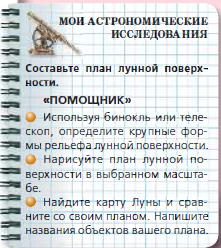 МОИ АСТРОНОМИЧЕСКИЕ
ИССЛЕДОВАНИЯ
Составьте план лунной поверх-
ности.
«ПОМОЩНИК»
Используя бинокль или теле-
скоп, определите крупные фор-
мы рельефа лунной поверхности.
Нарисуйте план лунной по-
верхности в выбранном масшта-
бе.
Найдите карту Луны и срав-
ните со своим планом. Напишите
названия объектов вашего плана.